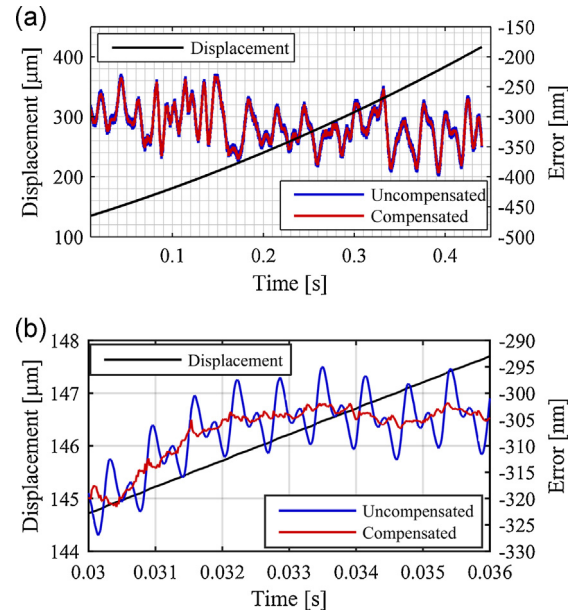 (a)
Displacement
Uncompensated
Compensated
Displacement [μm]
400
300
200
100
-150
-200
-250
-300
-350
-400
-450
-500
Error [nm]
0.1 0.2 0.3 0.4
Time [s]
(b)
Displacement
Uncompensated
Compensated
Displacement [μm]
148
147
146
145
144
-290
-295
-300
-305
-310
-315
-320
-325
-330
Error [nm]
0.03 0.031 0.032 0.033 0.034 0.035 0.036
Time [s]